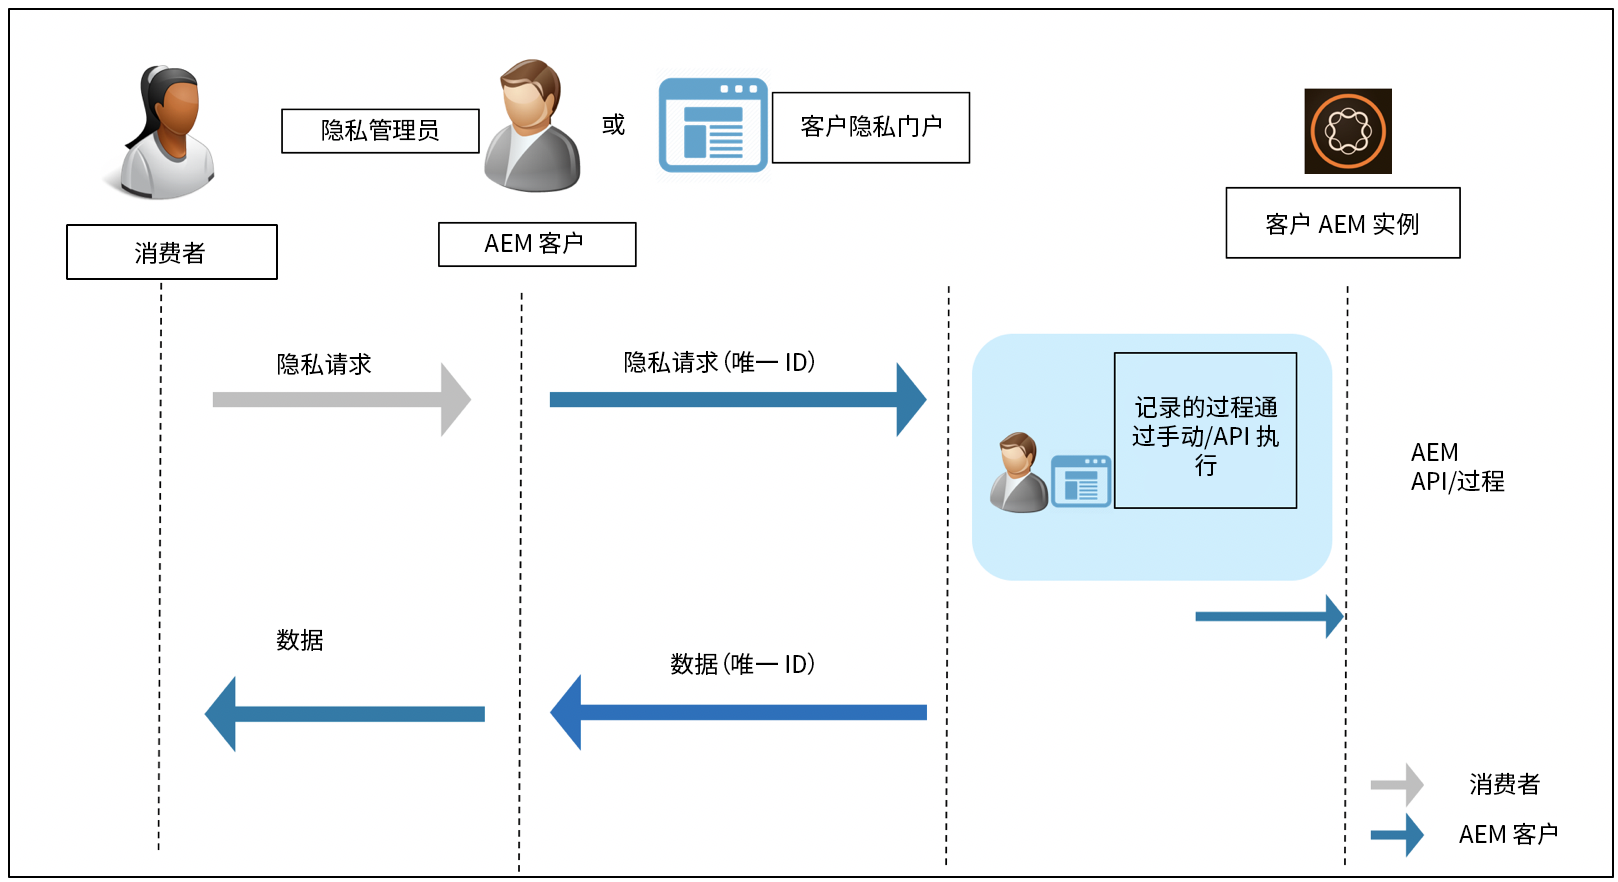 隐私管理员
或
客户隐私门户
消费者
AEM 客户
客户 AEM 实例
隐私请求
隐私请求（唯一 ID）
记录的过程通
过手动/API 执
行
AEM
API/过程
数据
数据（唯一 ID）
消费者
AEM 客户